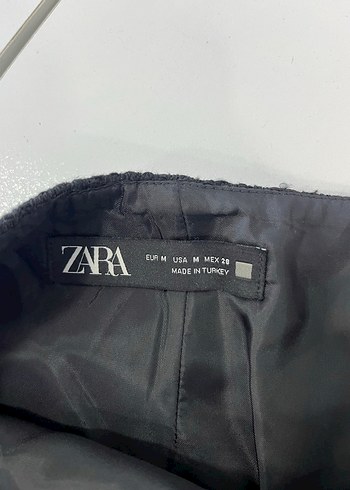 ZARA
EUR M USA M MEX 28
MADE IN TURKEY